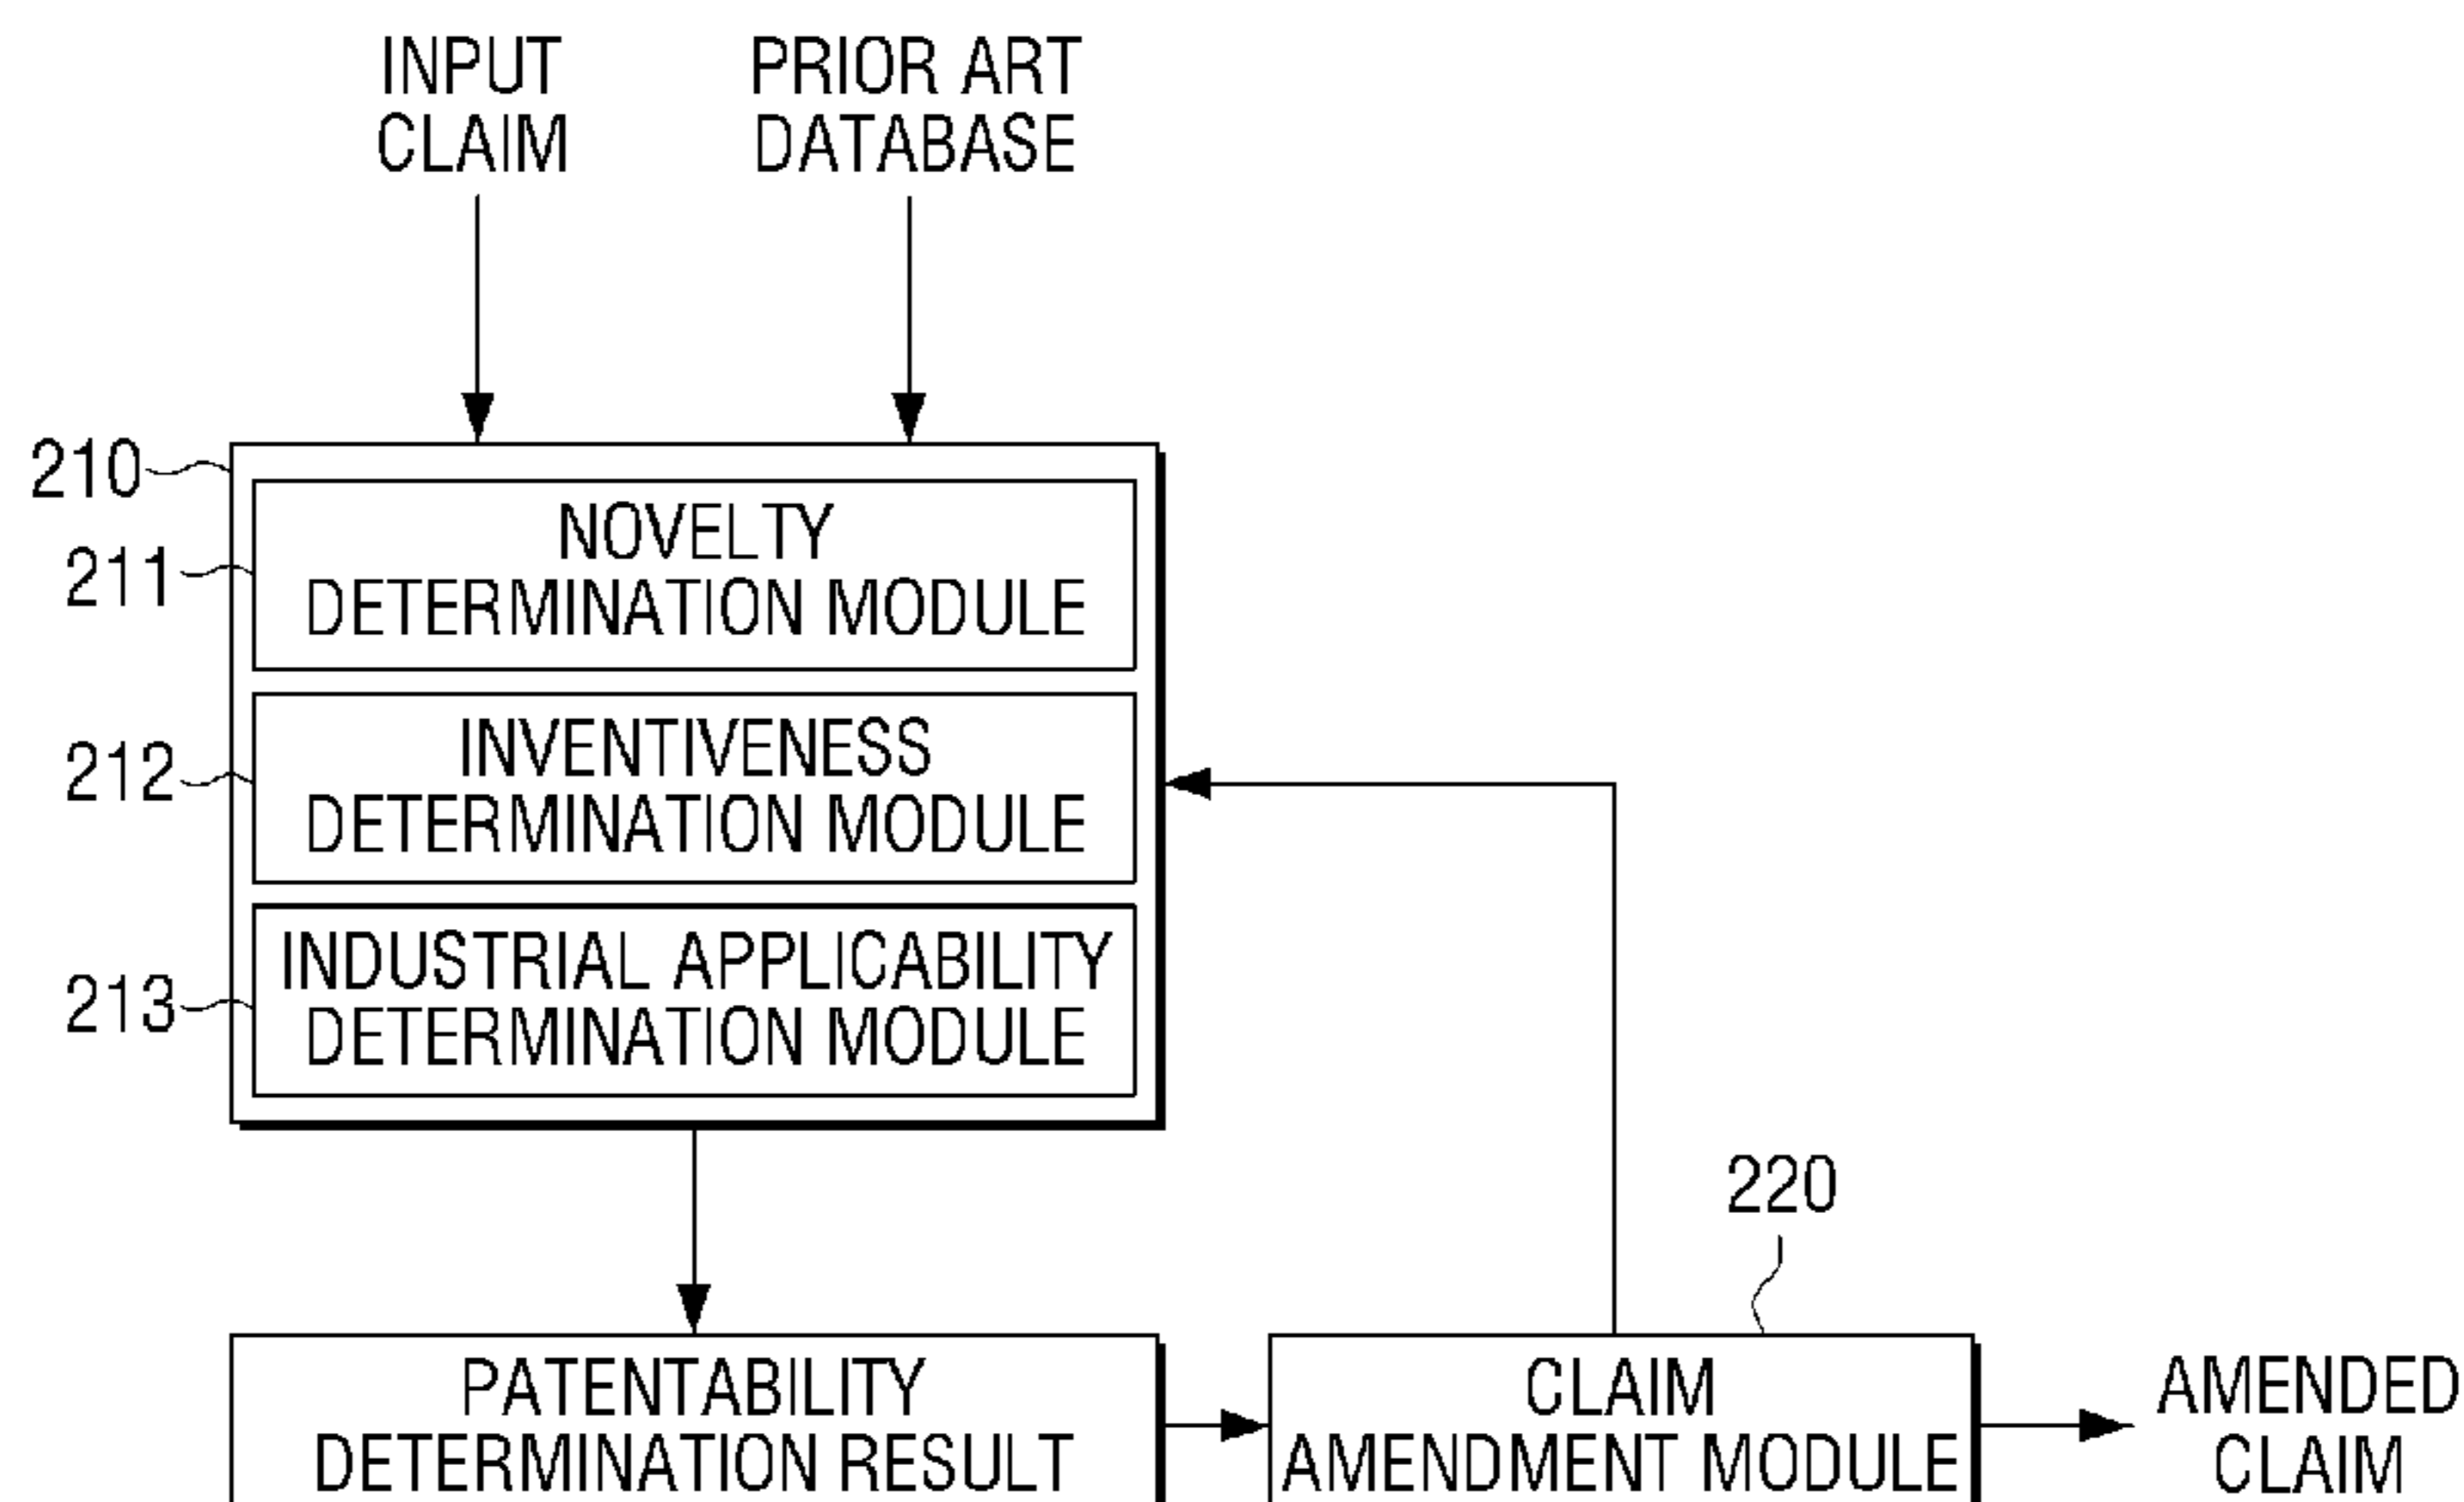 INPUT
CLAIM
PRIOR ART
DATABASE
210
211
NOVELTY
DETERMINATION MODULE
212
INVENTIVENESS
DETERMINATION MODULE
213
INDUSTRIAL APPLICABILITY
DETERMINATION MODULE
220
PATENTABILITY
DETERMINATION RESULT
CLAIM
AMENDMENT MODULE
AMENDED
CLAIM